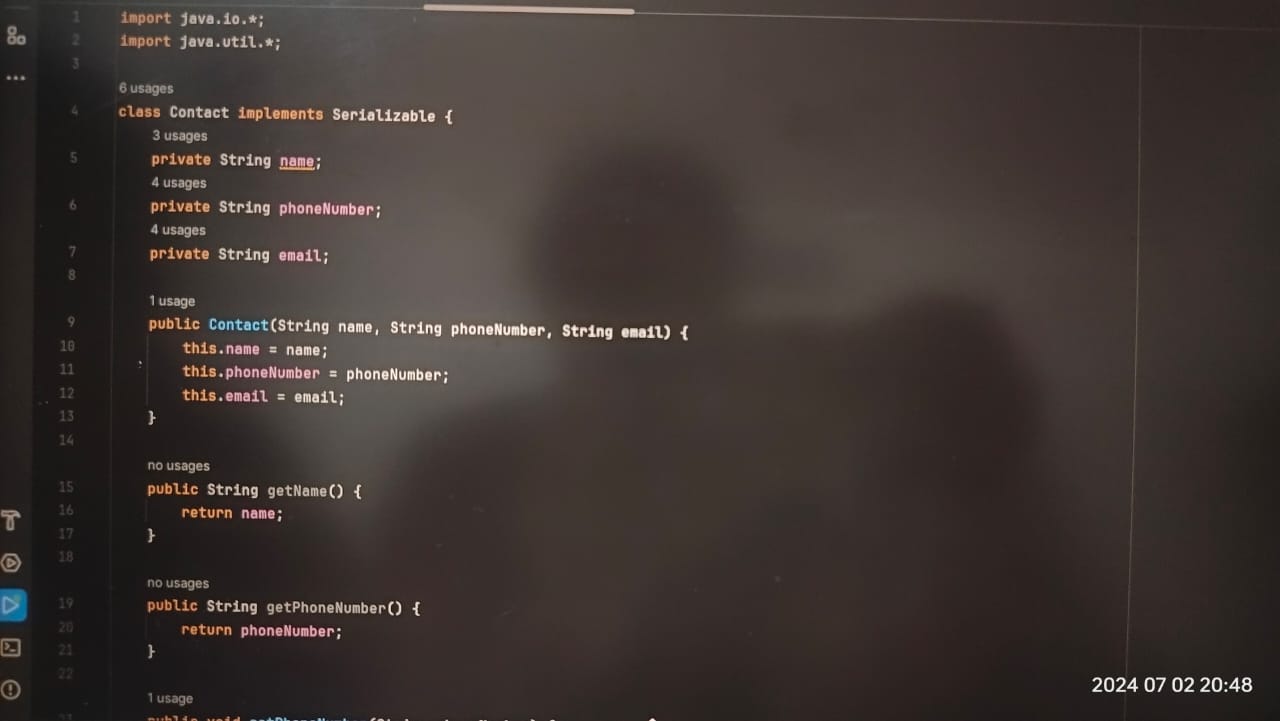 1 import java.io.*;
2 import java.util.*;
3
6 usages
4 class Contact implements Serializable {
3 usages
5 private String name;
4 usages
6 private String phoneNumber;
4 usages
7 private String email;
8
1 usage
9 public Contact(String name, String phoneNumber, String email) {
10 this.name = name;
11 this.phoneNumber = phoneNumber;
12 this.email = email;
13 }
14
no usages
15 public String getName() {
16 return name;
17 }
18
no usages
19 public String getPhoneNumber() {
20 return phoneNumber;
21 }
22
1 usage
public void
2024 07 02 20:48